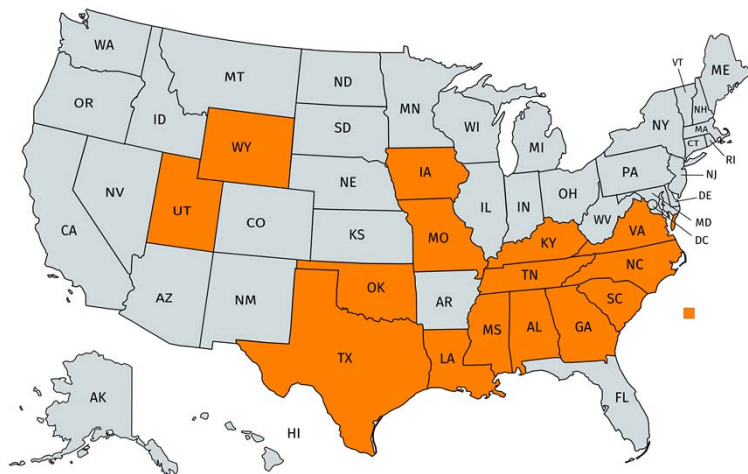 WA
MT
ND
MN
VT
ME
OR
ID
SD
WI
MI
NY
NH
MA
CT
RI
WY
NE
IA
PA
NJ
NV
UT
CO
IL
IN
OH
DE
MD
DC
CA
KS
MO
WV
VA
KY
AZ
NM
OK
AR
TN
NC
SC
TX
LA
MS
AL
GA
FL
AK
HI